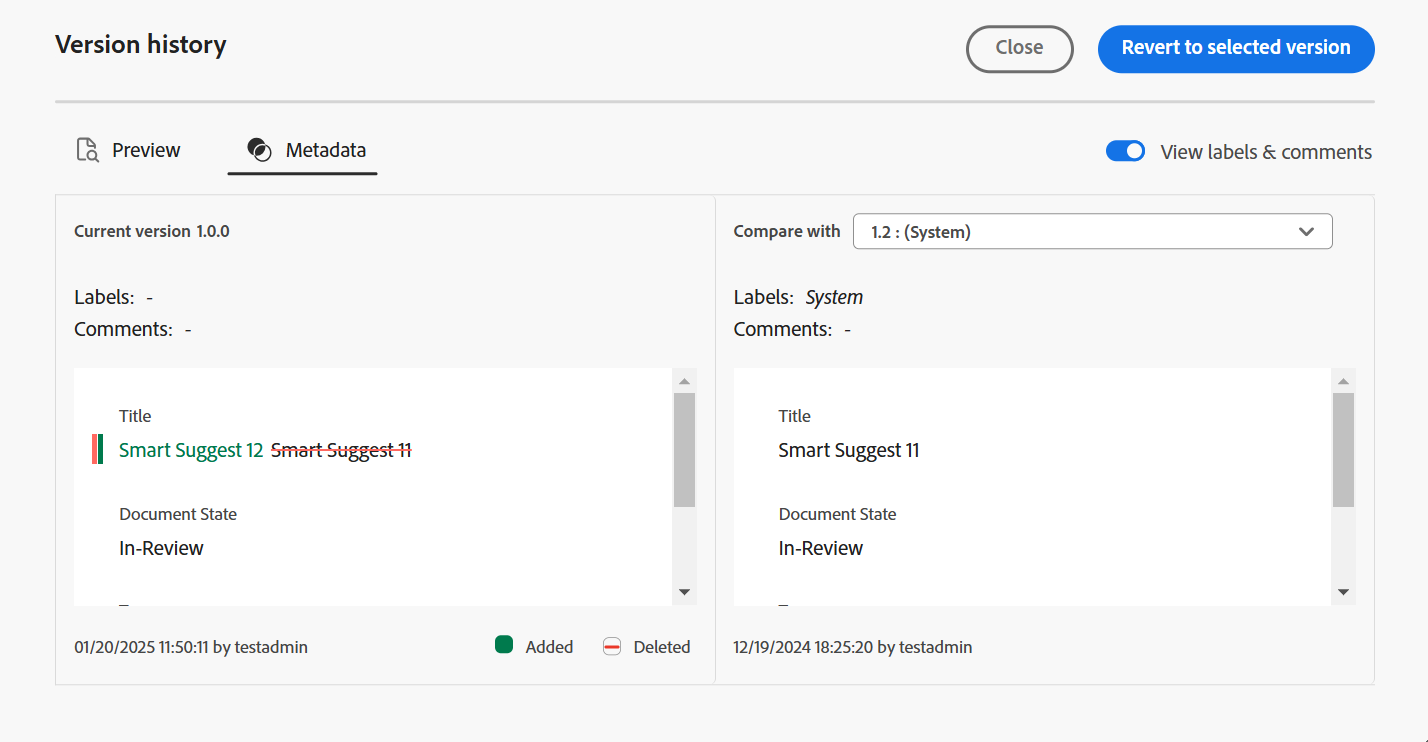 Version history
Close
Revert to selected version
Preview
Metadata
View labels & comments
Current version 1.0.0
Labels: -
Comments: -
Title
Smart Suggest 12 Smart Suggest 11
Document State
In-Review
01/20/2025 11:50:11 by testadmin
Added
Deleted
Compare with
1.2 : (System)
Labels: System
Comments: -
Title
Smart Suggest 11
Document State
In-Review
12/19/2024 18:25:20 by testadmin